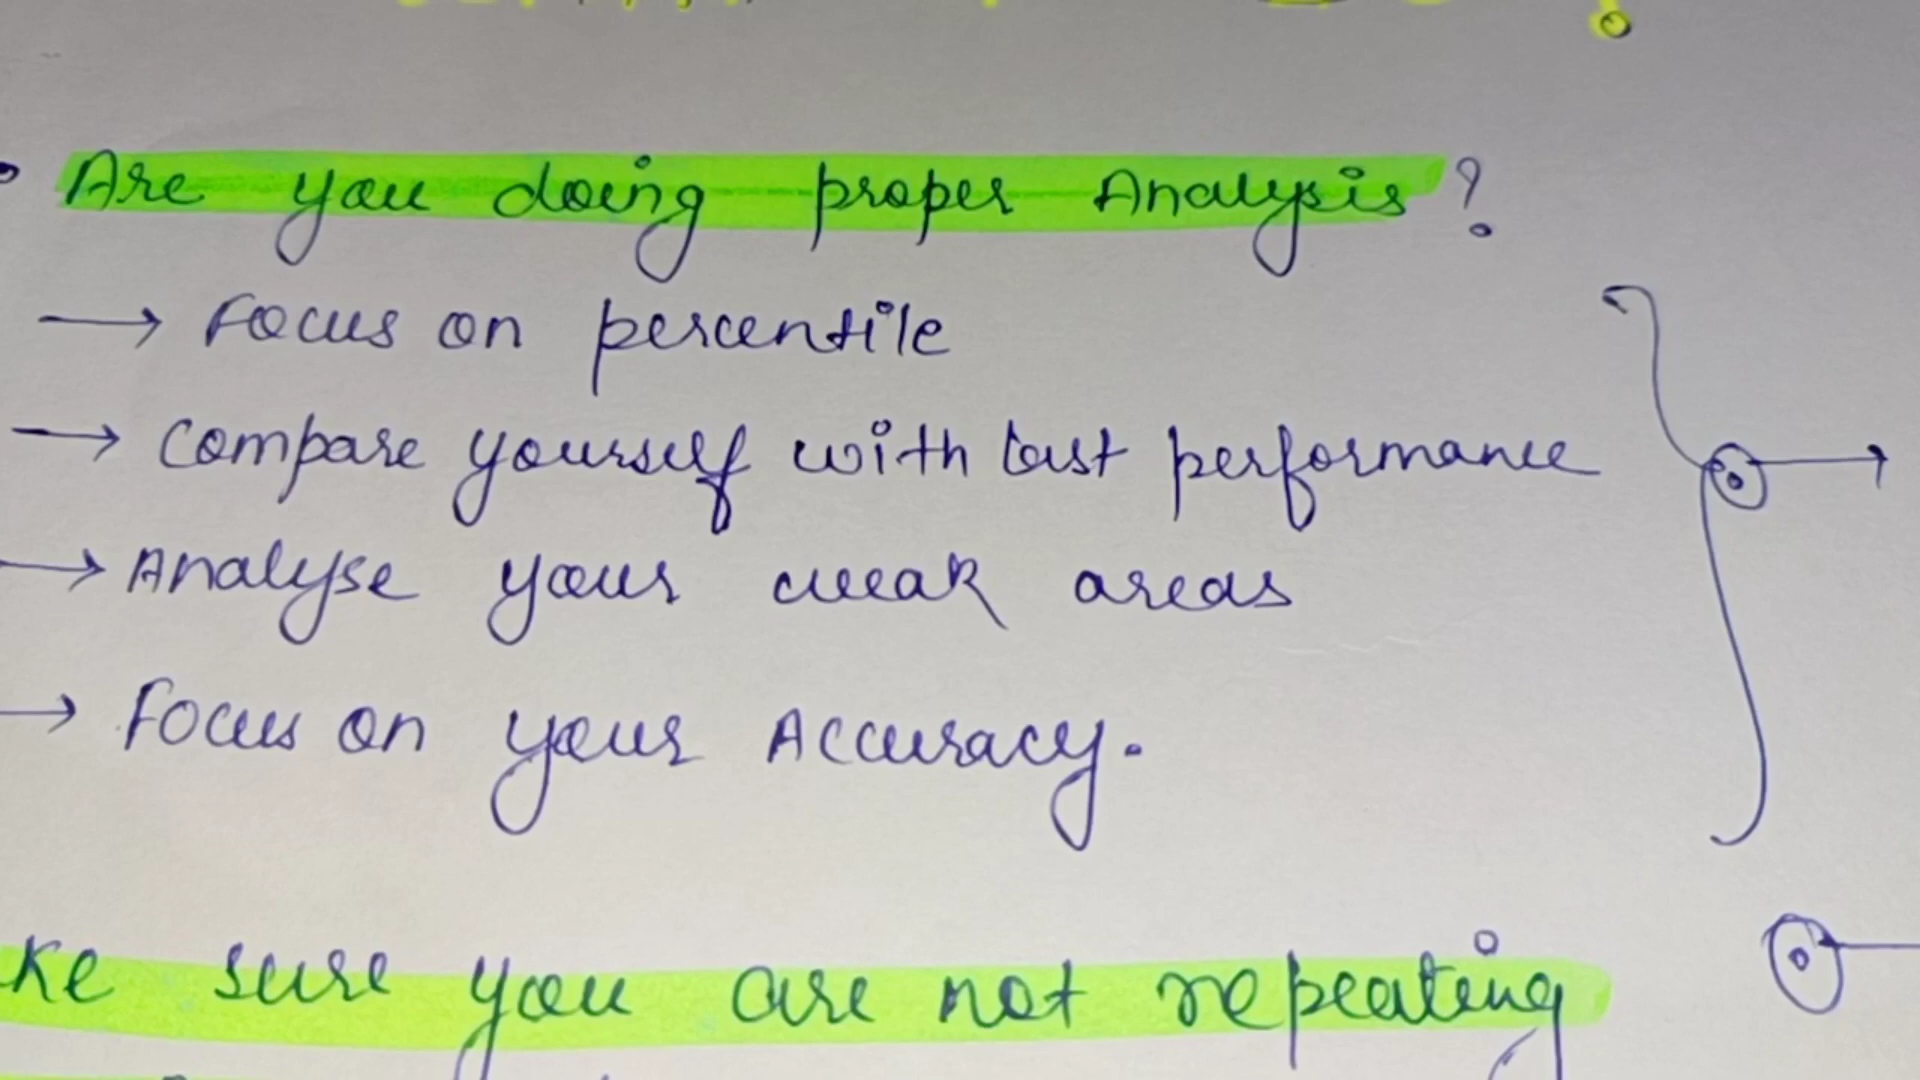 • Are you doing proper Analysis?
→ Focus on percentile
→ Compare yourself with last performance
→ Analyse your weak areas
→ Focus on your Accuracy.
ke sure you are not repeating